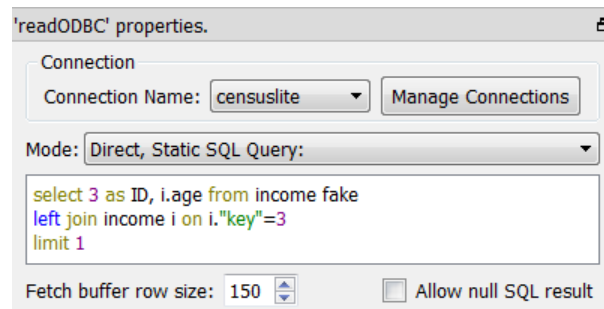 'readODBC' properties.
Connection
Connection Name: censuslite Manage Connections
Mode: Direct, Static SQL Query:
select 3 as ID, i.age from income fake
left join income i on i."key"=3
limit 1
Fetch buffer row size: 150 Allow null SQL result